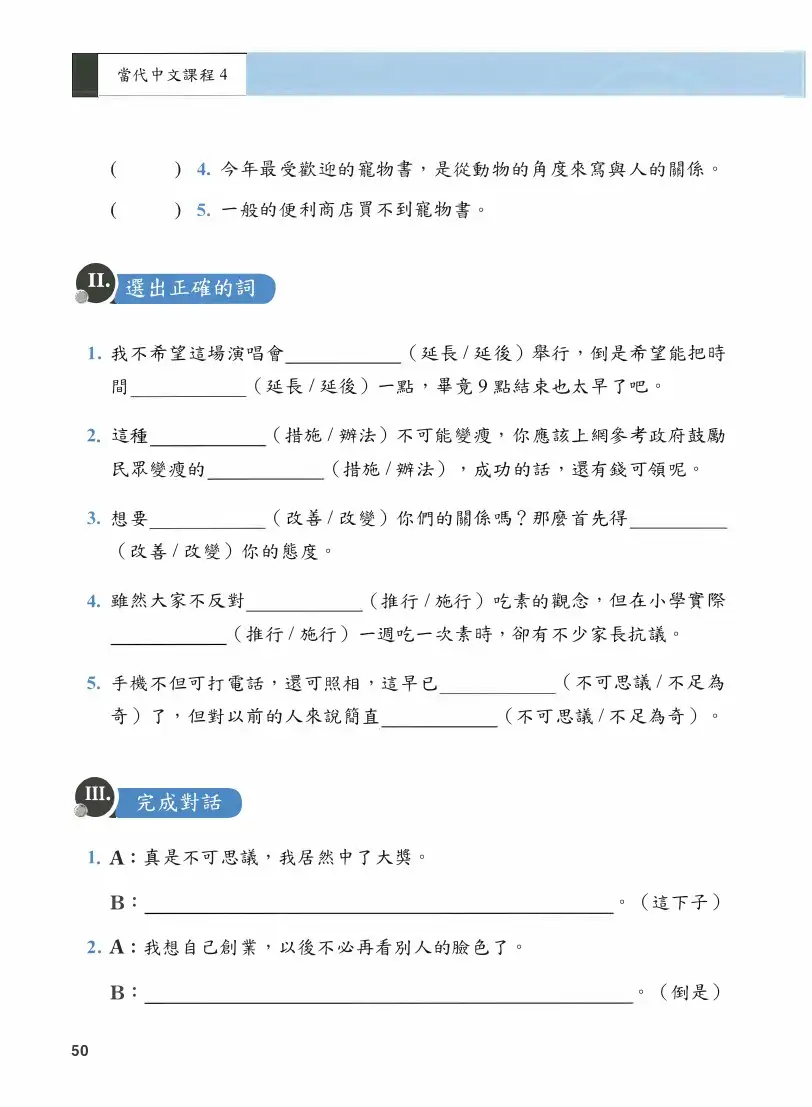 當代中文課程 4
(　　) 4. 今年最受歡迎的寵物書，是從動物的角度來寫與人的關係。
(　　) 5. 一般的便利商店買不到寵物書。
II. 選出正確的詞
1. 我不希望這場演唱會____________（延長/延後）舉行，倒是希望能把時
間____________（延長/延後）一點，畢竟9點結束也太早了吧。
2. 這種____________（措施/辦法）不可能變瘦，你應該上網參考政府鼓勵
民眾變瘦的____________（措施/辦法），成功的話，還有錢可領呢。
3. 想要____________（改善/改變）你們的關係嗎？那麼首先得__________
（改善/改變）你的態度。
4. 雖然大家不反對____________（推行/施行）吃素的觀念，但在小學實際
____________（推行/施行）一週吃一次素時，卻有不少家長抗議。
5. 手機不但可打電話，還可照相，這早已____________（不可思議/不足為
奇）了，但對以前的人來說簡直____________（不可思議/不足為奇）。
III. 完成對話
1. A：真是不可思議，我居然中了大獎。
B：________________________________________________。（這下子）
2. A：我想自己創業，以後不必再看別人的臉色了。
B：__________________________________________________。（倒是）
50